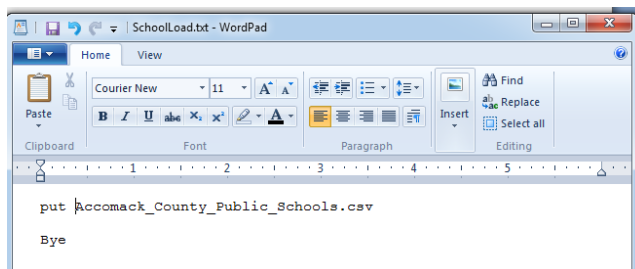 SchoolLoad.txt - WordPad
Home View
Paste
Clipboard
Courier New 11 A A
B I U abc X₂ x² A
Font
Paragraph
Insert
Find
Replace
Select all
Editing
1 2 3 4 5
put Accomack_County_Public_Schools.csv
Bye